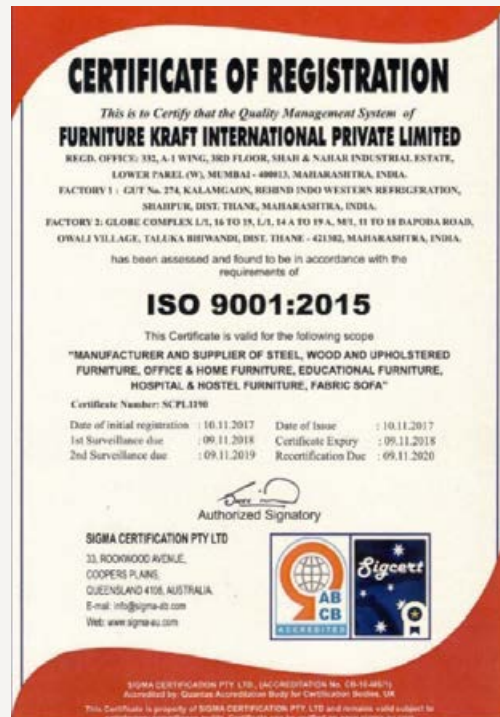 CERTIFICATE OF REGISTRATION
This is to Certify that the Quality Management System of
FURNITURE KRAFT INTERNATIONAL PRIVATE LIMITED
REGD. OFFICE: 332, A-1 WING, 3RD FLOOR, SHAH & NAHAR INDUSTRIAL ESTATE,
LOWER PAREL (W), MUMBAI - 400013, MAHARASHTRA, INDIA.
FACTORY 1 : GUT No. 274, KALAMGAON, BEHIND INDO WESTERN REFRIGERATION,
SHAHPUR, DIST. THANE, MAHARASHTRA, INDIA.
FACTORY 2: GLOBE COMPLEX L/1, 16 TO 19, L/1, 14 A TO 19 A, M/1, 11 TO 18 DAPODA ROAD,
OWALI VILLAGE, TALUKA BHIWANDI, DIST. THANE - 421302, MAHARASHTRA, INDIA.
has been assessed and found to be in accordance with the
requirements of
ISO 9001:2015
This Certificate is valid for the following scope
"MANUFACTURER AND SUPPLIER OF STEEL, WOOD AND UPHOLSTERED
FURNITURE, OFFICE & HOME FURNITURE, EDUCATIONAL FURNITURE,
HOSPITAL & HOSTEL FURNITURE, FABRIC SOFA"
Certificate Number: SCPL1190
Date of initial registration : 10.11.2017 Date of Issue : 10.11.2017
1st Surveillance due : 09.11.2018 Certificate Expiry : 09.11.2018
2nd Surveillance due : 09.11.2019 Recertification Due : 09.11.2020
Authorized Signatory
SIGMA CERTIFICATION PTY LTD
33, ROOKWOOD AVENUE,
COOPERS PLAINS,
QUEENSLAND 4108, AUSTRALIA.
E-mail: info@sigma-ab.com
Web: www.sigma-au.com
AB
CB
ACCREDITED
Sigcert
SIGMA CERTIFICATION PTY. LTD., (ACCREDITATION No.
Accredited by: Quantas Accreditation Body for Certification Bodies, UK
This Certificate is property of SIGMA CERTIFICATION PTY. LTD and remains valid subject to